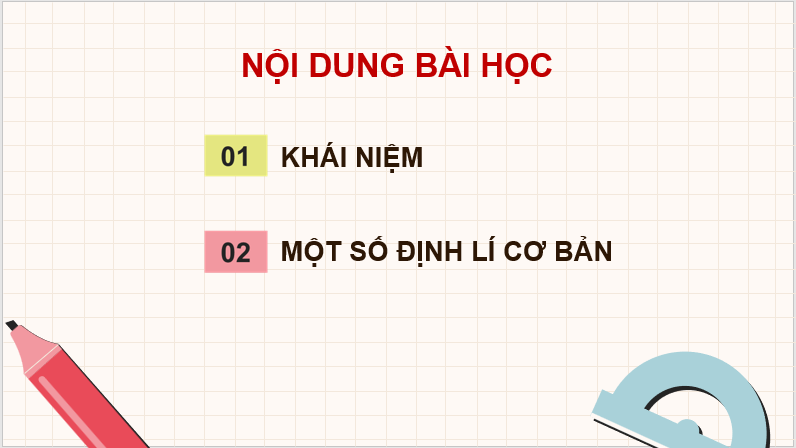 NỘI DUNG BÀI HỌC
01 KHÁI NIỆM
02 MỘT SỐ ĐỊNH LÍ CƠ BẢN